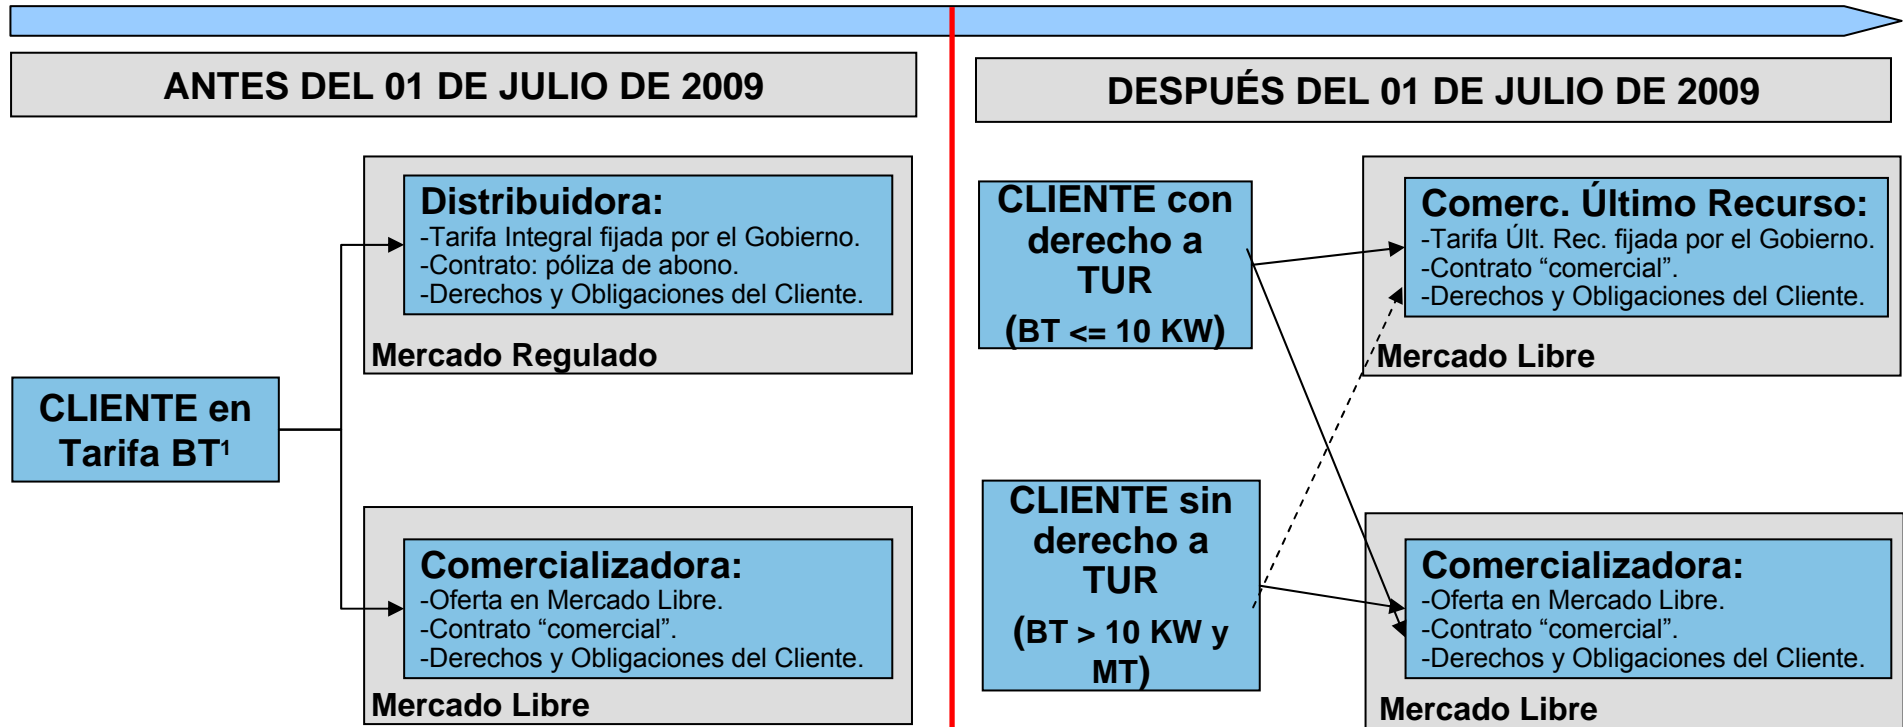 ANTES DEL 01 DE JULIO DE 2009
Distribuidora:
-Tarifa Integral fijada por el Gobierno.
-Contrato: póliza de abono.
-Derechos y Obligaciones del Cliente.
Mercado Regulado
CLIENTE en
Tarifa BT¹
Comercializadora:
-Oferta en Mercado Libre.
-Contrato “comercial”.
-Derechos y Obligaciones del Cliente.
Mercado Libre
DESPUÉS DEL 01 DE JULIO DE 2009
CLIENTE con
derecho a
TUR
(BT <= 10 KW)
Comerc. Último Recurso:
-Tarifa Últ. Rec. fijada por el Gobierno.
-Contrato “comercial”.
-Derechos y Obligaciones del Cliente.
Mercado Libre
CLIENTE sin
derecho a
TUR
(BT > 10 KW y
MT)
Comercializadora:
-Oferta en Mercado Libre.
-Contrato “comercial”.
-Derechos y Obligaciones del Cliente.
Mercado Libre